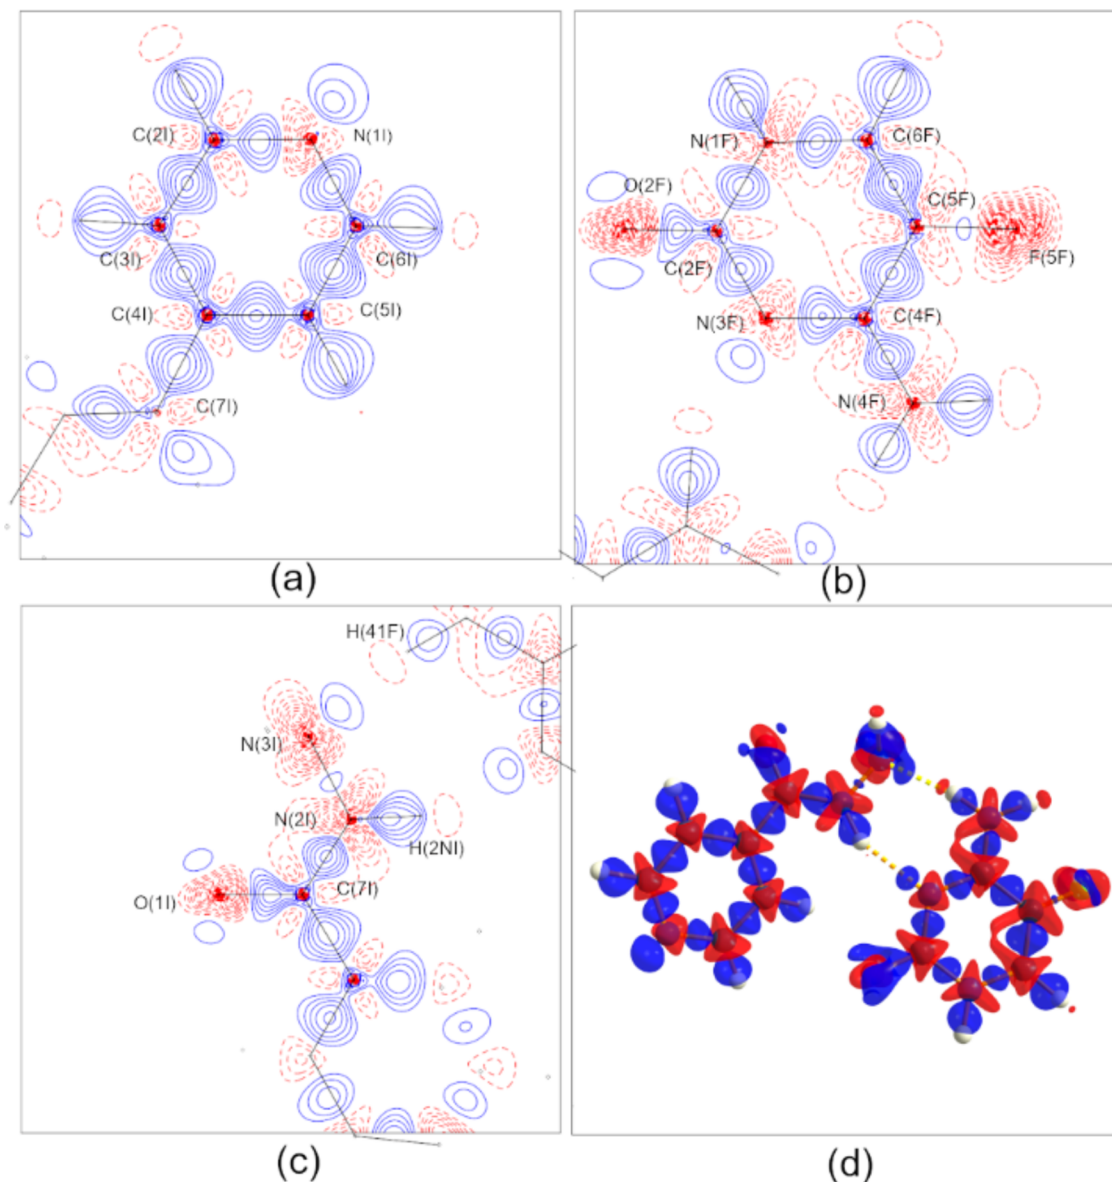 C(2I) N(1I)
C(3I) C(6I)
C(4I) C(5I)
C(7I)
(a)
N(1F) C(6F)
O(2F) C(5F)
C(2F) F(5F)
N(3F) C(4F)
N(4F)
(b)
H(41F)
N(3I)
N(2I)
H(2NI)
O(1I) C(7I)
(c)
(d)